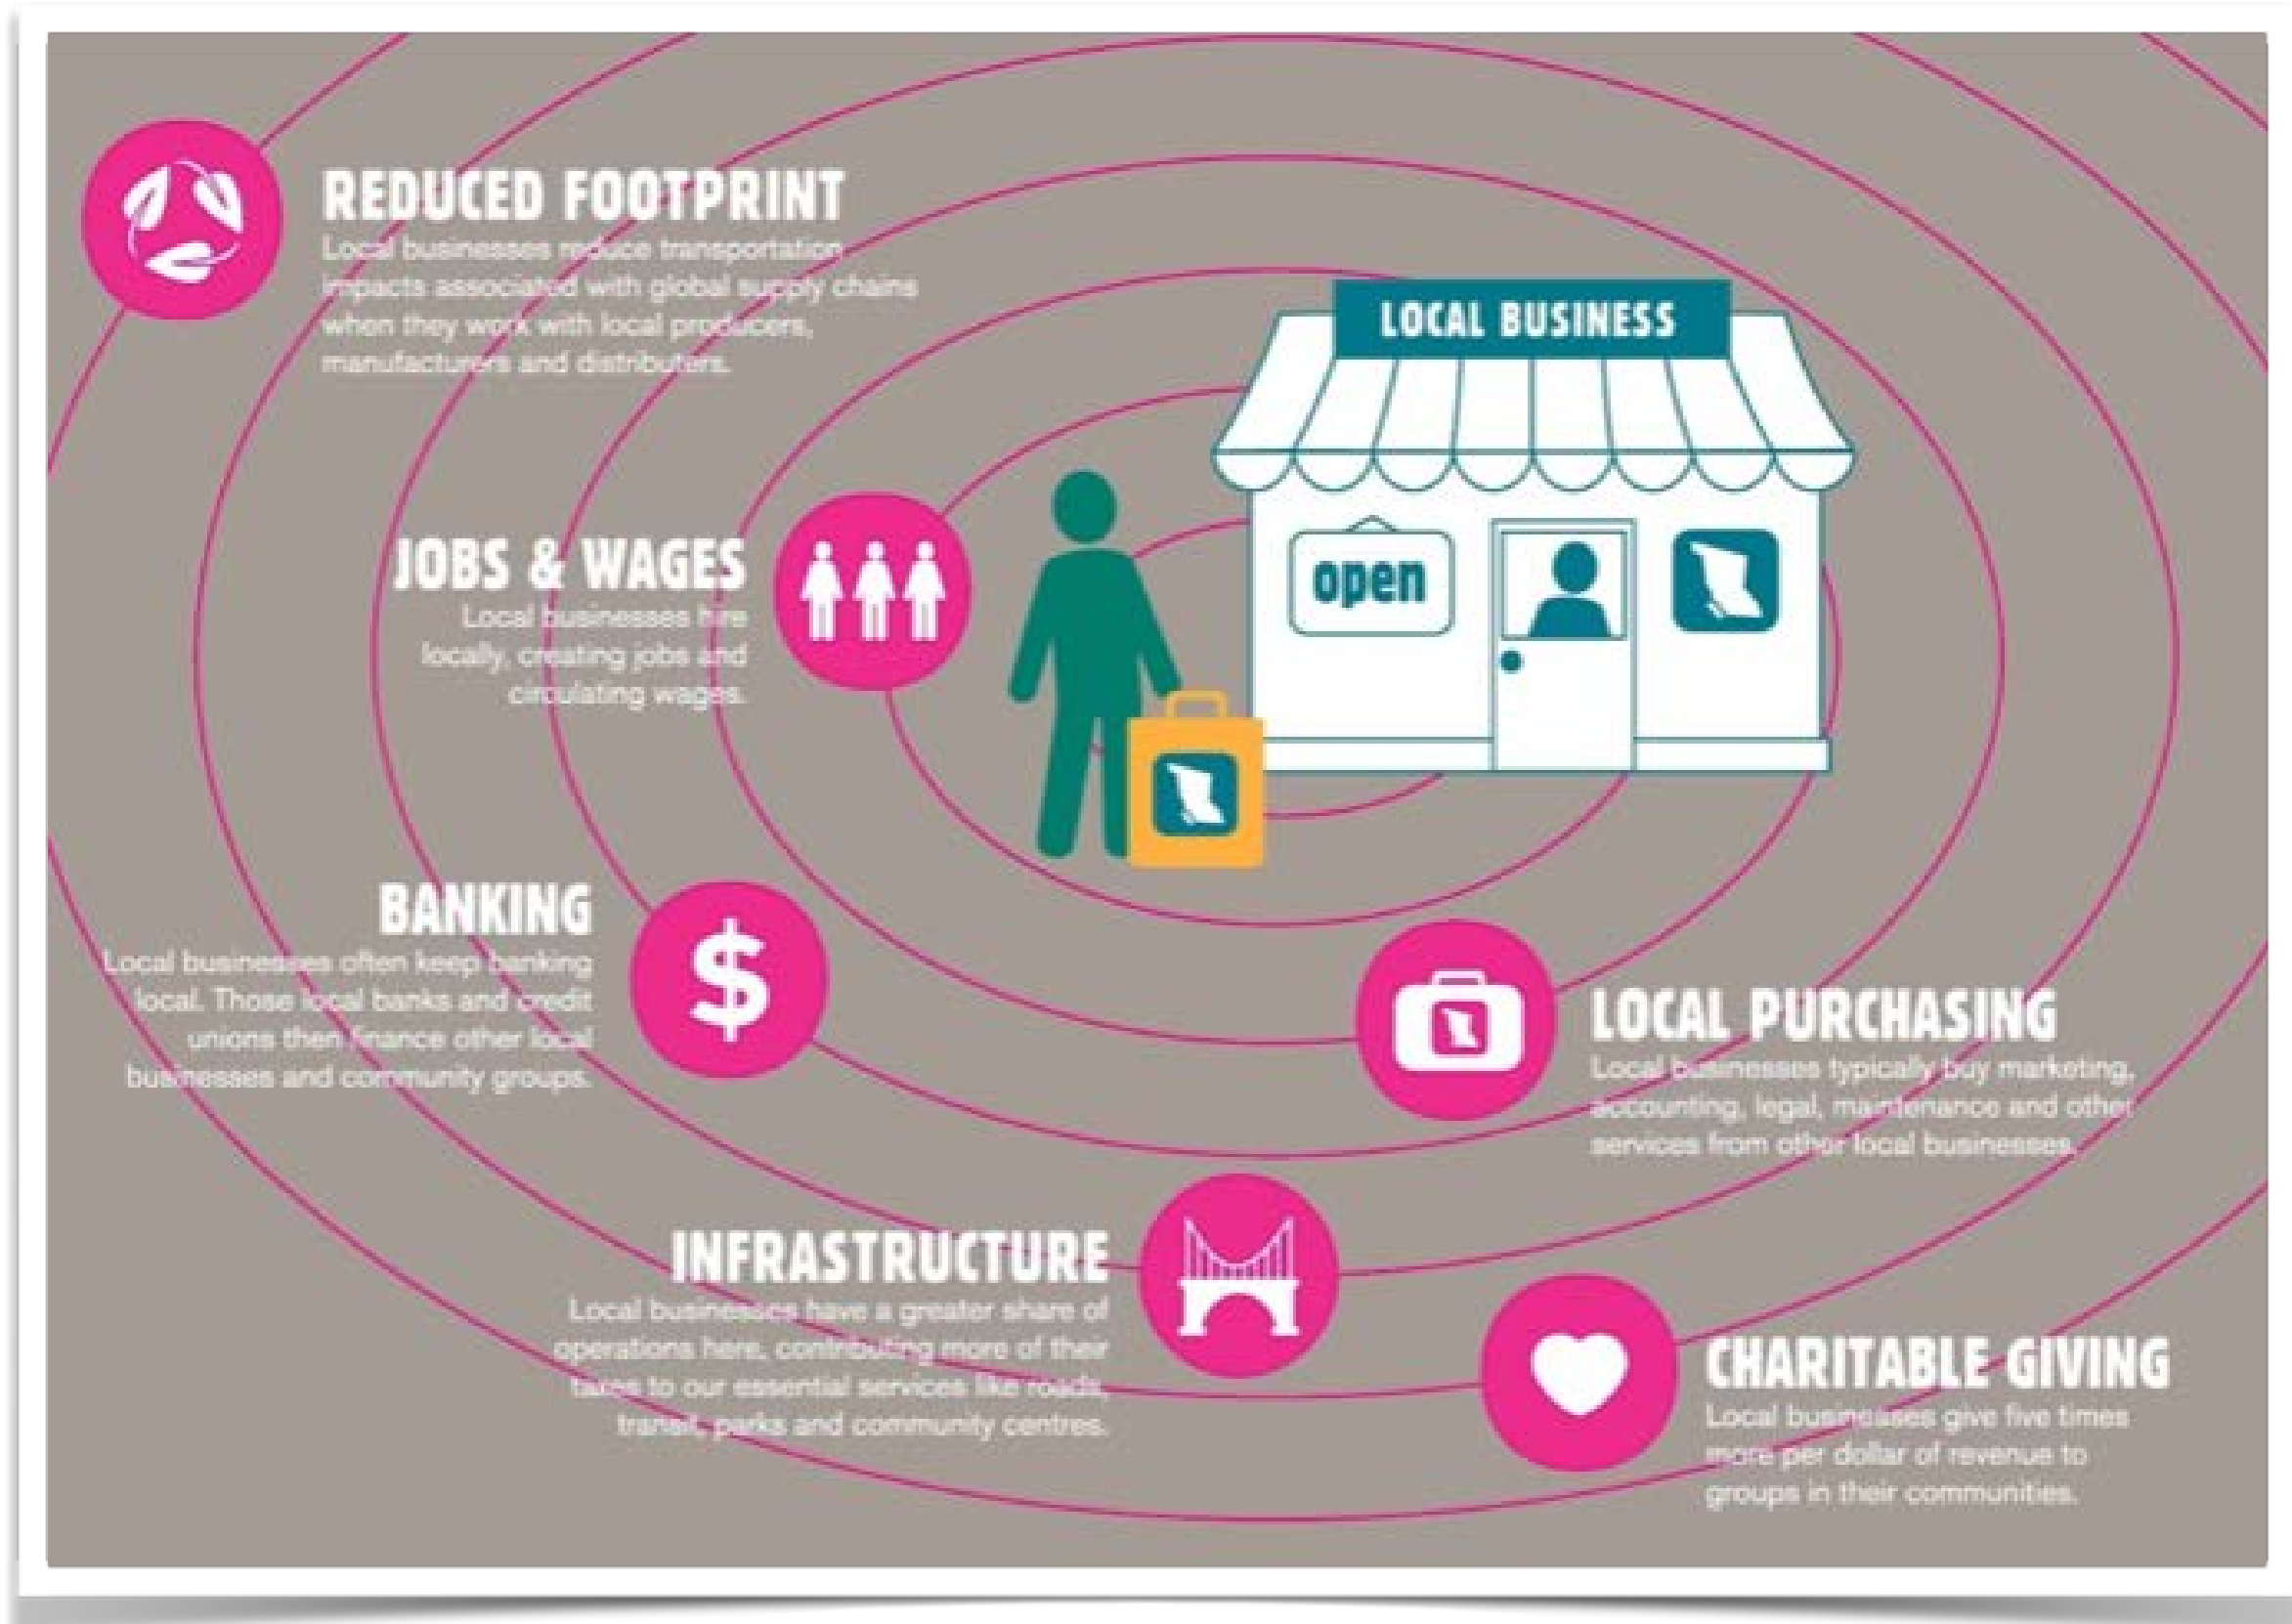 REDUCED FOOTPRINT
Local businesses reduce transportation
impacts associated with global supply chains
when they work with local producers,
manufacturers and distributers.
LOCAL BUSINESS
open
JOBS & WAGES
Local businesses hire
locally, creating jobs and
circulating wages.
BANKING
Local businesses often keep banking
local. Those local banks and credit
unions then finance other local
businesses and community groups.
$
LOCAL PURCHASING
Local businesses typically buy marketing,
accounting, legal, maintenance and other
services from other local businesses.
INFRASTRUCTURE
Local businesses have a greater share of
operations here, contributing more of their
taxes to our essential services like roads,
transit, parks and community centres.
CHARITABLE GIVING
Local businesses give five times
more per dollar of revenue to
groups in their communities.